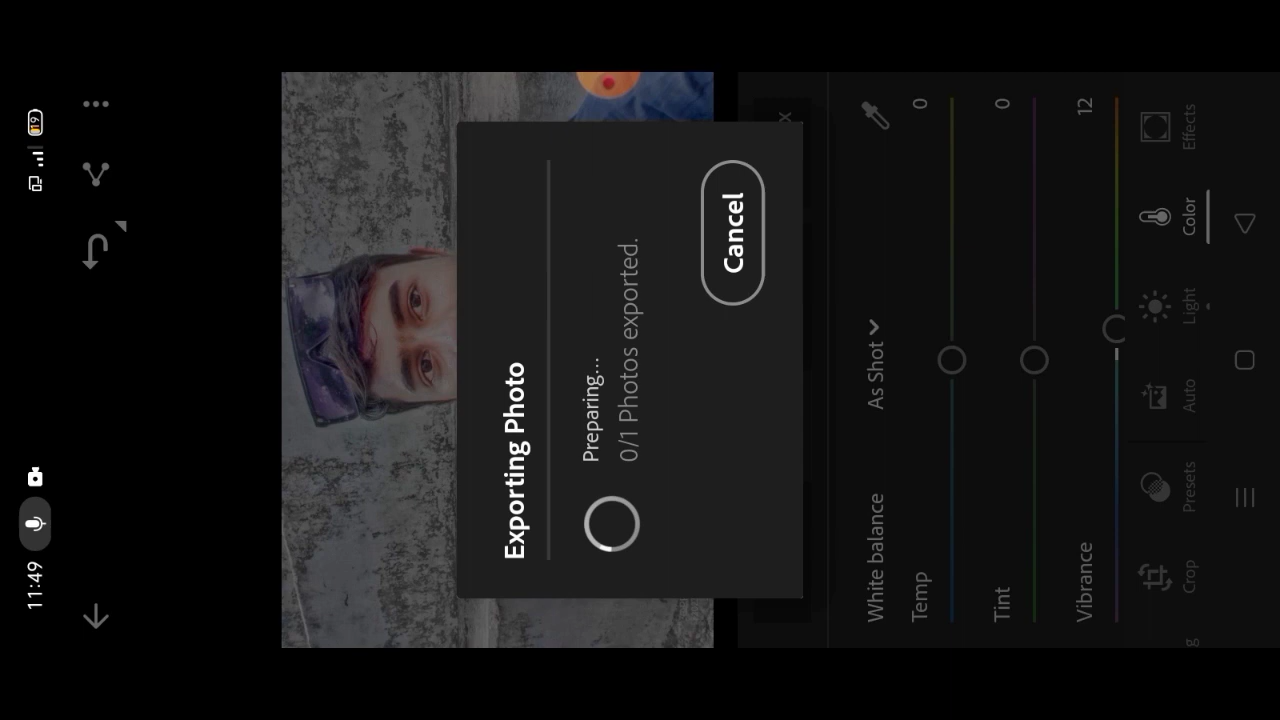 11:49
19
Exporting Photo
Preparing...
0/1 Photos exported.
Cancel
x
White balance
As Shot
Temp
0
Tint
0
Vibrance
12
g
Crop
Presets
Auto
Light
Color
Effects